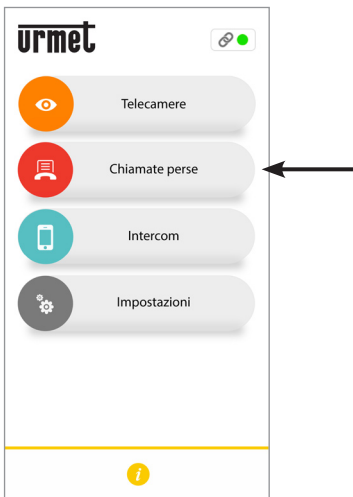 urmet
Telecamere
Chiamate perse
Intercom
Impostazioni
i